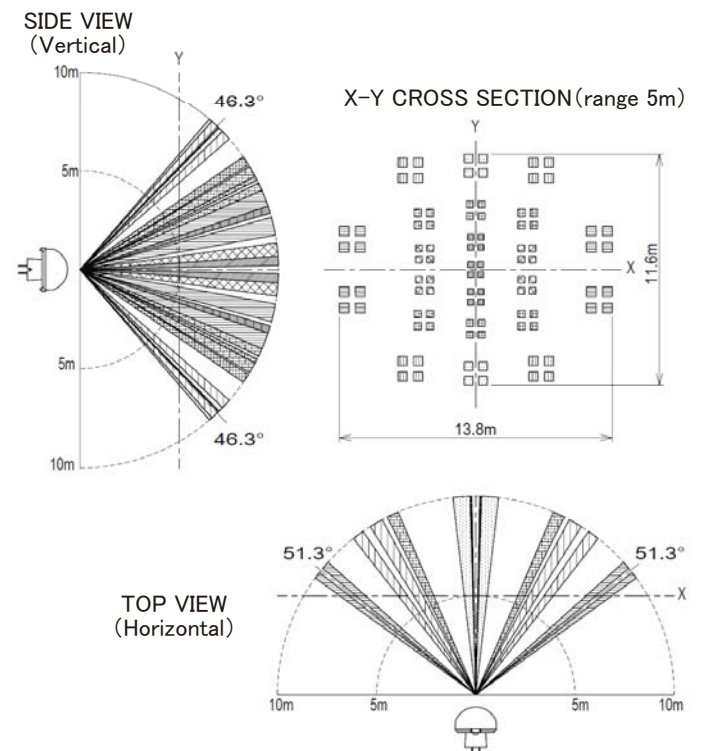 SIDE VIEW
(Vertical)
Y
10m
46.3°
5m
5m
46.3°
10m
X-Y CROSS SECTION(range 5m)
Y
X
11.6m
13.8m
TOP VIEW
(Horizontal)
51.3°
51.3°
X
10m
5m
5m
10m